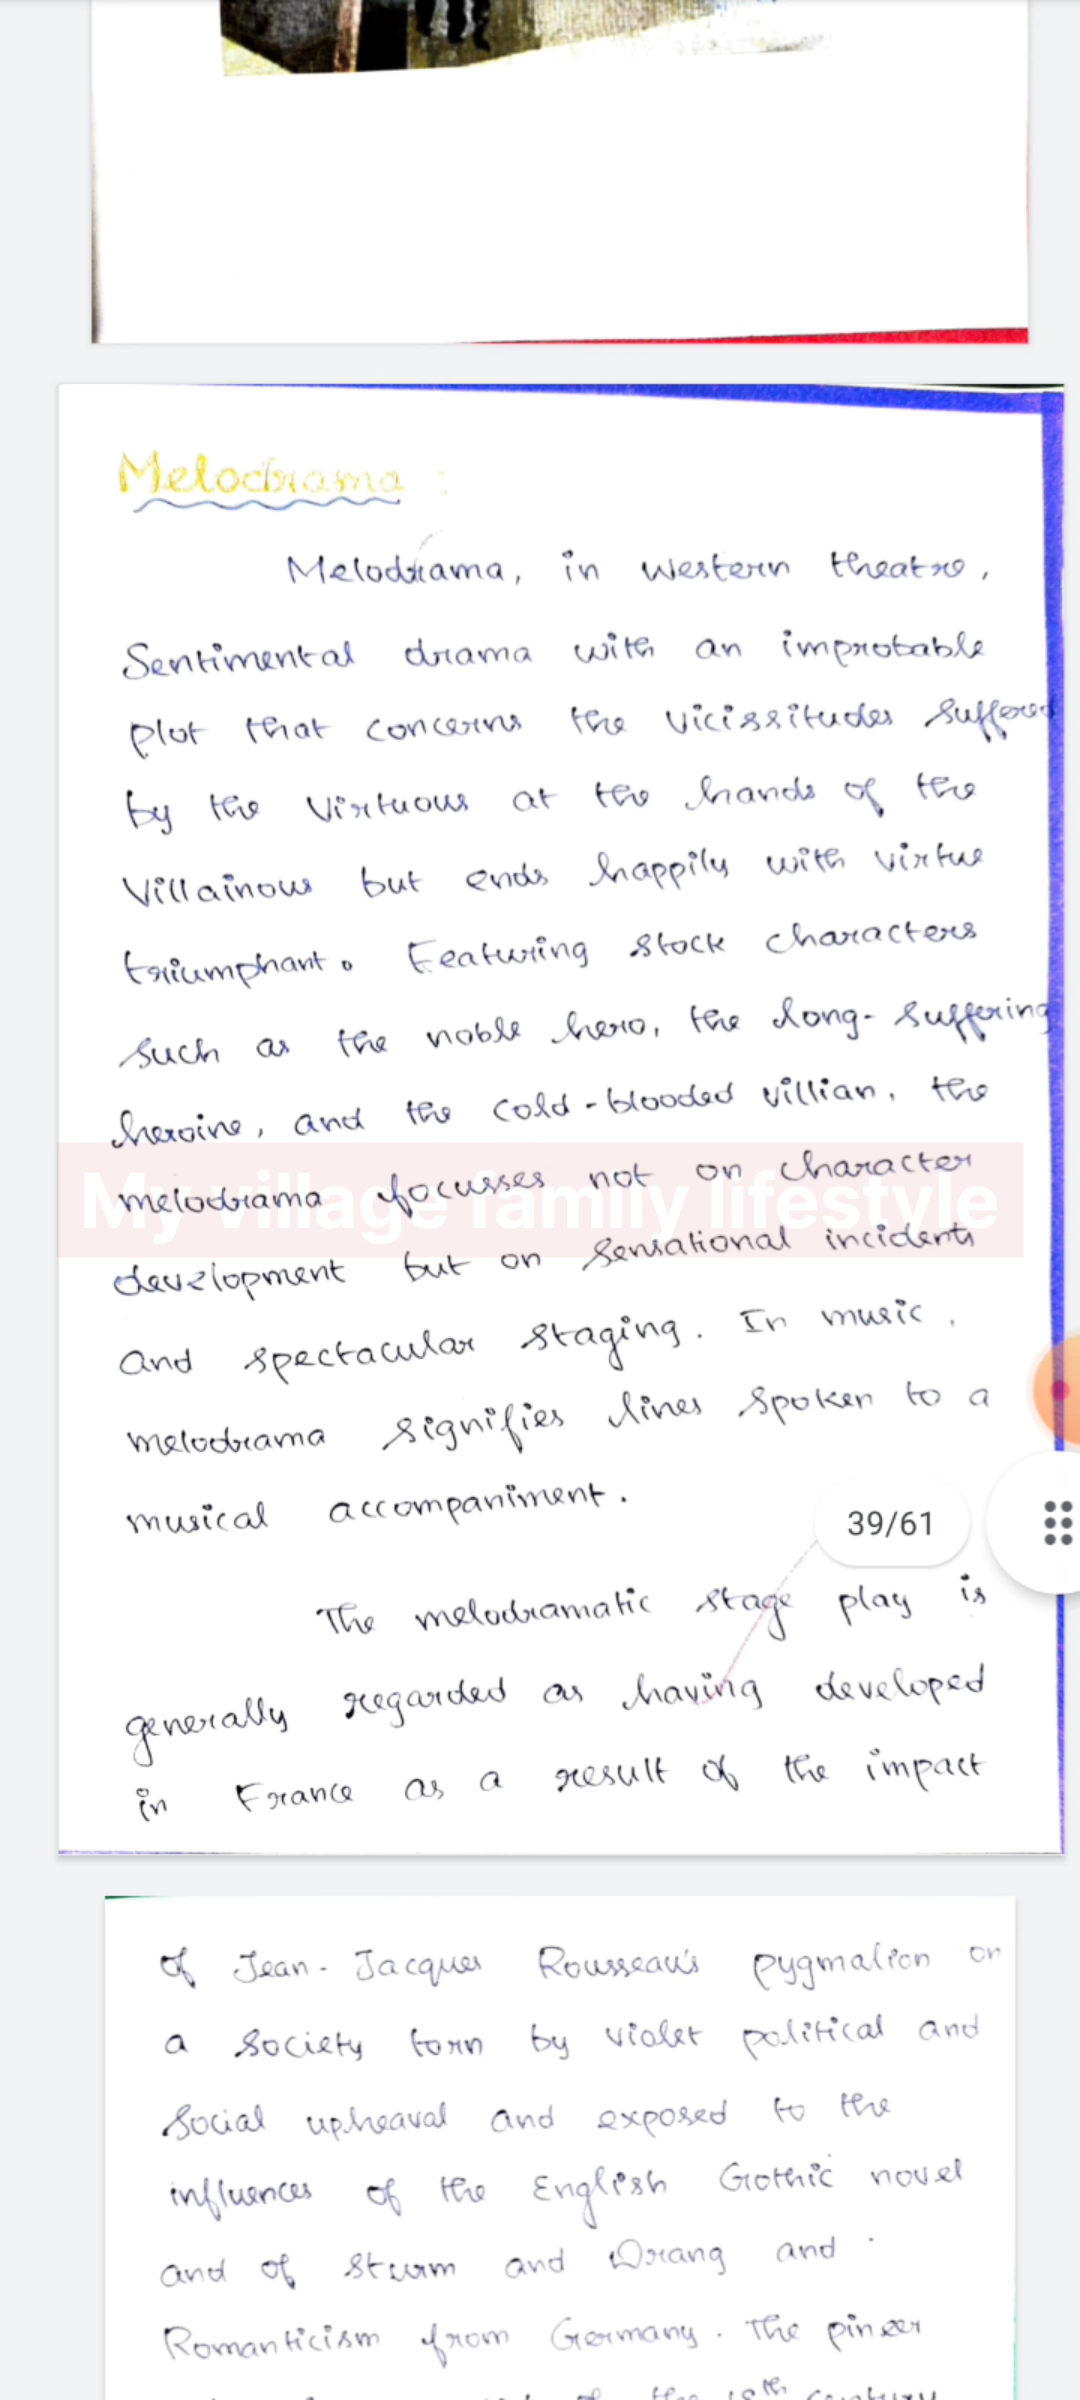 Melodrama :
Melodrama, in western theatre,
Sentimental drama with an improbable
plot that concerns the vicissitudes suffered
by the virtuous at the hands of the
villainous but ends happily with virtue
triumphant. Featuring stock characters
such as the noble hero, the long-suffering
heroine, and the cold-blooded villian, the
melodrama focusses not on character
My village family lifestyle
development but on sensational incidents
and spectacular staging. In music,
melodrama signifies lines spoken to a
musical accompaniment.
39/61
The melodramatic stage play is
generally regarded as having developed
in France as a result of the impact
of Jean-Jacques Rousseau's pygmalion on
a society torn by violet political and
social upheaval and exposed to the
influences of the English Gothic novel
and of sturm and Drang and
Romanticism from Germany. The pineer
of the 18th century